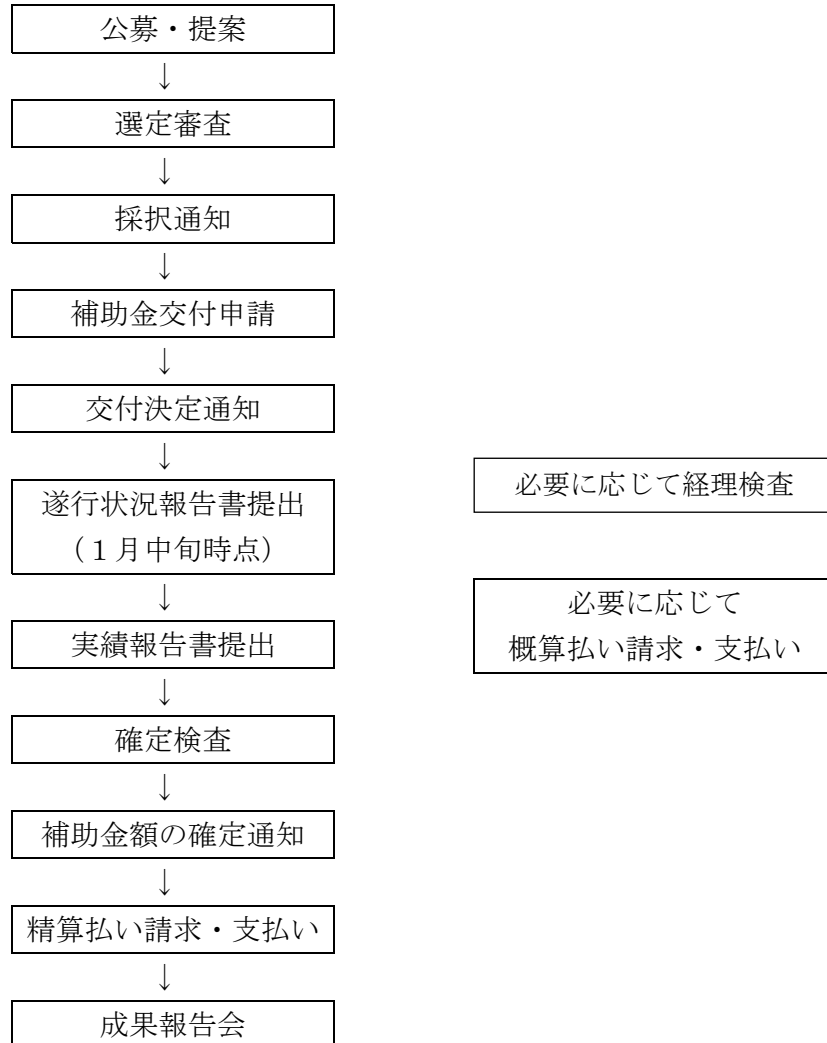 公募・提案
↓
選定審査
↓
採択通知
↓
補助金交付申請
↓
交付決定通知
↓
遂行状況報告書提出
（１月中旬時点）
↓
実績報告書提出
↓
確定検査
↓
補助金額の確定通知
↓
精算払い請求・支払い
↓
成果報告会
必要に応じて経理検査
必要に応じて
概算払い請求・支払い